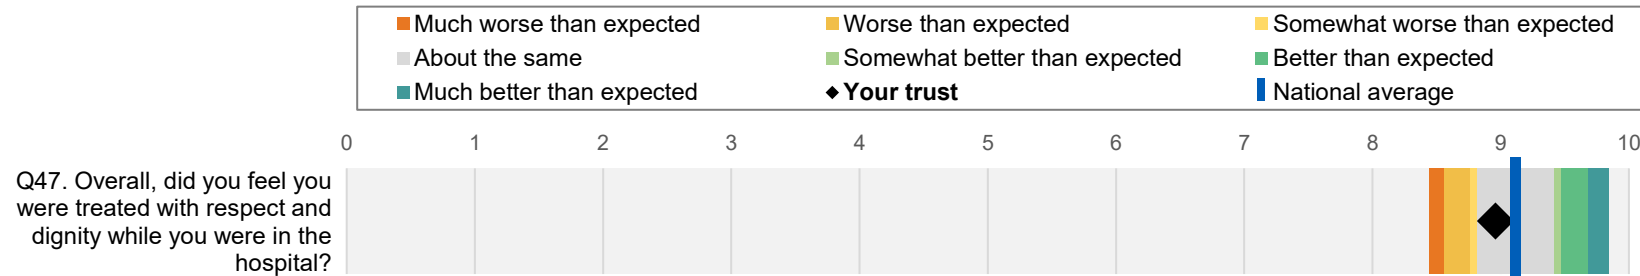 Much worse than expected Worse than expected Somewhat worse than expected
About the same Somewhat better than expected Better than expected
Much better than expected Your trust National average
0 1 2 3 4 5 6 7 8 9 10
Q47. Overall, did you feel you
were treated with respect and
dignity while you were in the
hospital?